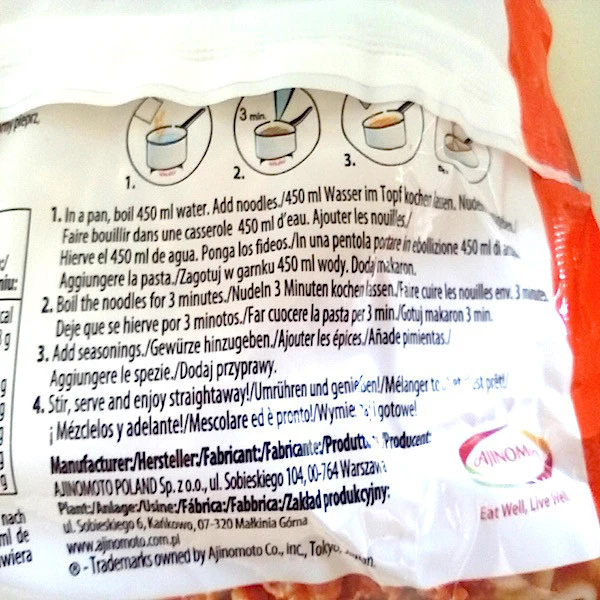 3 min.
1.
2.
3.
1. In a pan, boil 450 ml water. Add noodles./450 ml Wasser im Topf kochen lassen.
Faire bouillir dans une casserole 450 ml d'eau. Ajouter les nouilles./
Hierve el 450 ml de agua. Ponga los fideos./In una pentola portare in ebollizione 450 ml di
Aggiungere la pasta./Zagotuj w garnku 450 ml wody. Dodaj makaron.
2. Boil the noodles for 3 minutes./Nudeln 3 Minuten kochen lassen./Faire cuire les nouilles env. 3 minutes.
Deje que se hierve por 3 minotos./Far cuocere la pasta per 3 min./Gotuj makaron 3 min.
3. Add seasonings./Gewürze hinzugeben./Ajouter les épices./Añade pimientas./
Aggiungere le spezie./Dodaj przyprawy.
4. Stir, serve and enjoy straightaway!/Umrühren und genießen!/Mélanger prêt!/
¡Mézclelos y adelante!/Mescolare ed è pronto!/Wymieszaj i gotowe!
Manufacturer:/Hersteller:/Fabricant:/Fabricante:/Producent:
AJINOMOTO POLAND Sp. z o.o., ul. Sobieskiego 104, 00-764 Warszawa
Plant:/Anlage:/Usine:/Fábrica:/Fabbrica:/Zakład produkcyjny:
ul. Sobieskiego 6, Kańkowo, 07-320 Małkinia Górna
www.ajinomoto.com.pl
® - Trademarks owned by Ajinomoto Co., Inc., Tokyo,
AJINOM
Eat Well, Live
nach
ml de